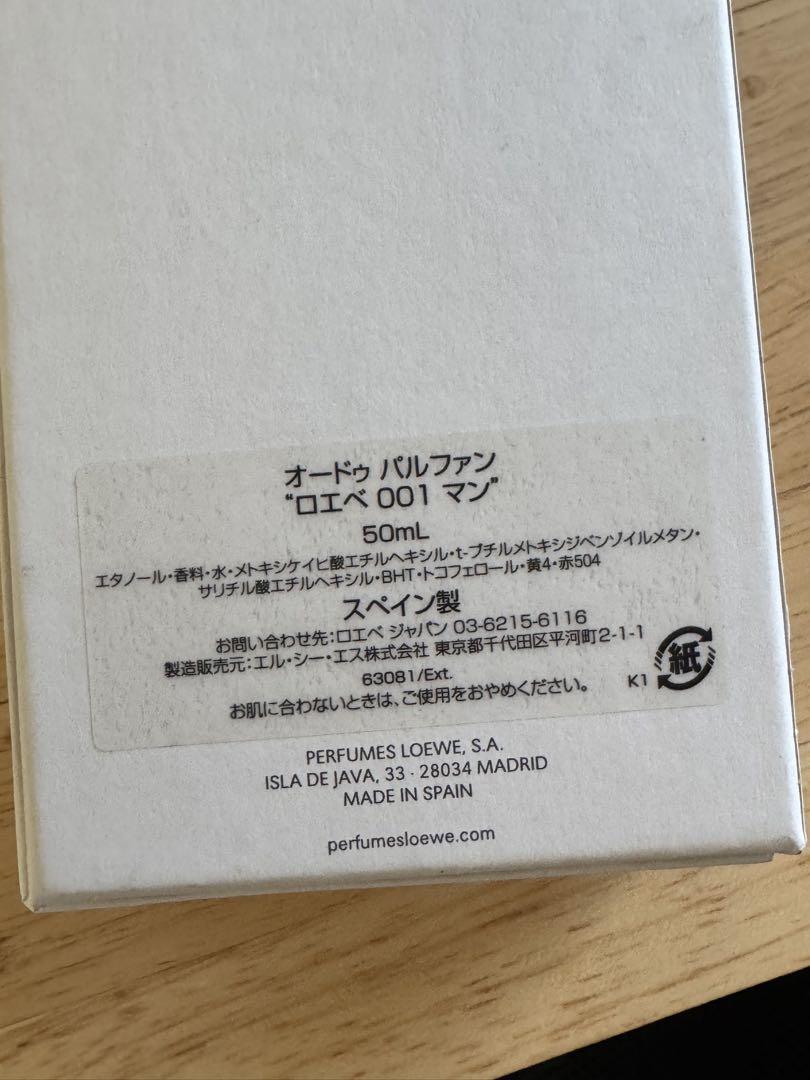 オードゥ パルファン
“ロエベ 001 マン”
50mL
エタノール・香料・水・メトキシケイヒ酸エチルヘキシル・t-ブチルメトキシジベンゾイルメタン・
サリチル酸エチルヘキシル・BHT・トコフェロール・黄4・赤504
スペイン製
お問い合わせ先：ロエベ ジャパン 03-6215-6116
製造販売元：エル・シー・エス株式会社 東京都千代田区平河町2-1-1
63081/Ext.
お肌に合わないときは、ご使用をおやめください。
K1 紙
PERFUMES LOEWE, S.A.
ISLA DE JAVA, 33 · 28034 MADRID
MADE IN SPAIN
perfumesloewe.com